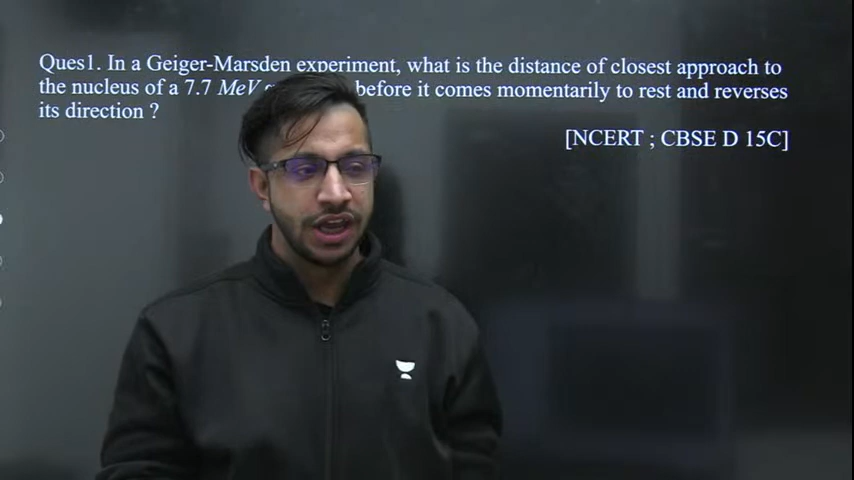 Ques1. In a Geiger-Marsden experiment, what is the distance of closest approach to
the nucleus of a 7.7 MeV before it comes momentarily to rest and reverses
its direction ?
[NCERT ; CBSE D 15C]